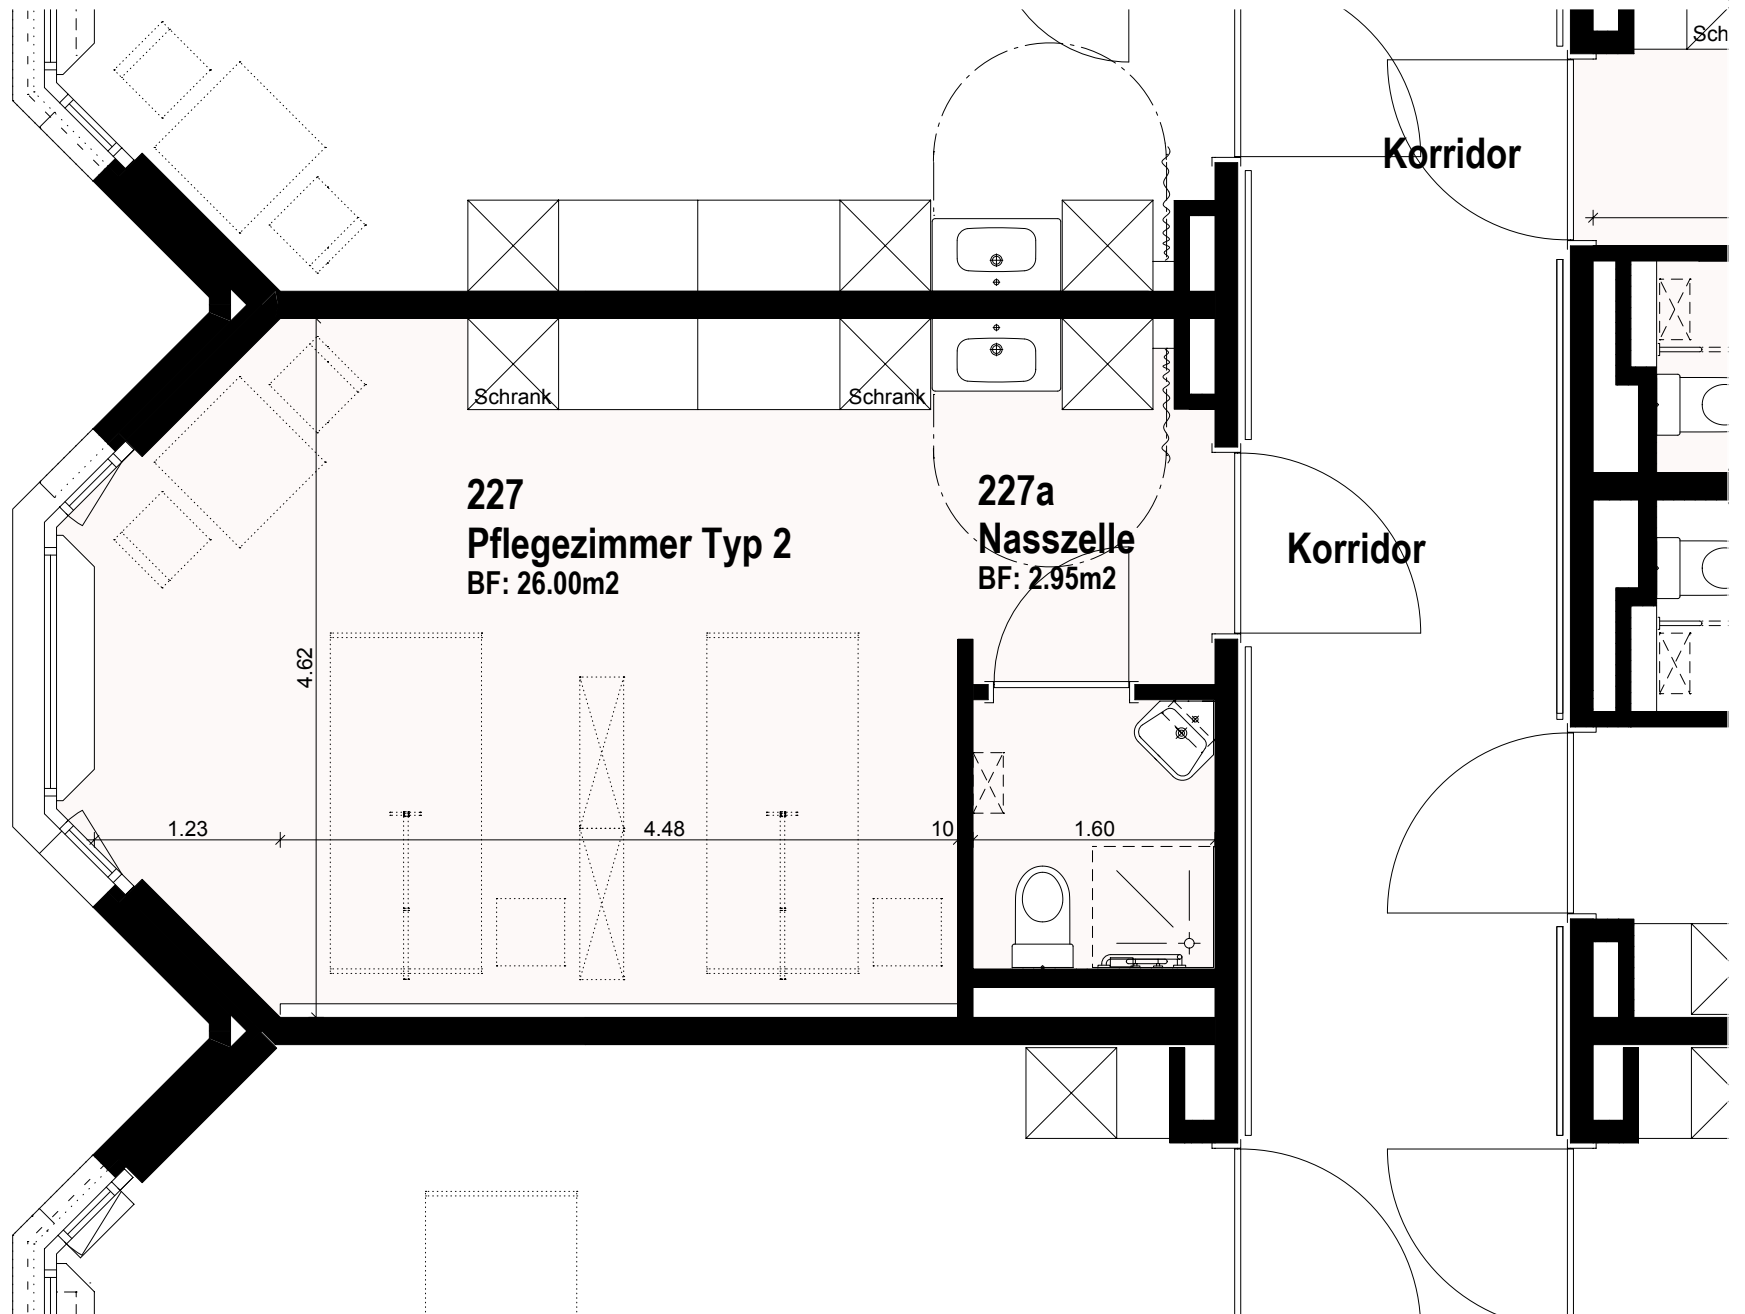 Sch
Korridor
Schrank
Schrank
227
Pflegezimmer Typ 2
BF: 26.00m2
227a
Nasszelle
BF: 2.95m2
Korridor
4.62
1.23
4.48
10
1.60